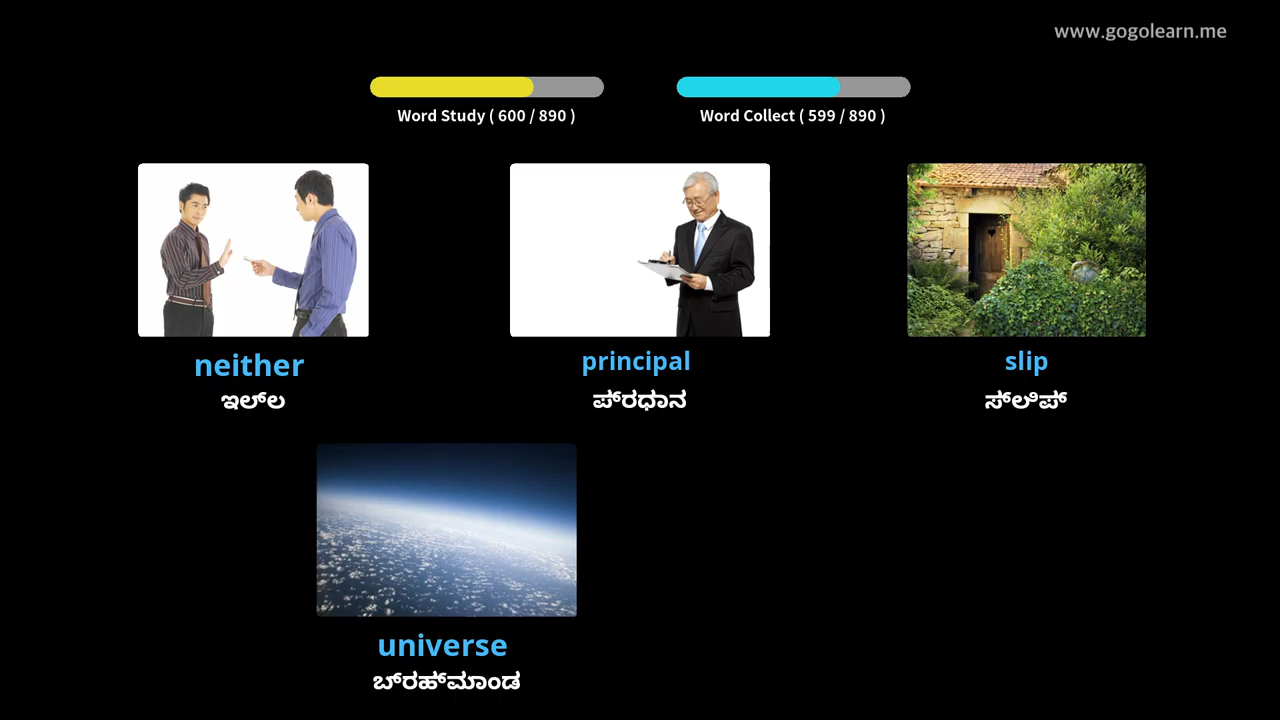 www.gogolearn.me
Word Study ( 600 / 890 )
Word Collect ( 599 / 890 )
neither
ಇಲ್‌ಲ
principal
ಪ್‌ರಧಾನ
slip
ಸ್‌ಲಿಪ್
universe
ಬ್‌ರಹ್‌ಮಾಂಡ